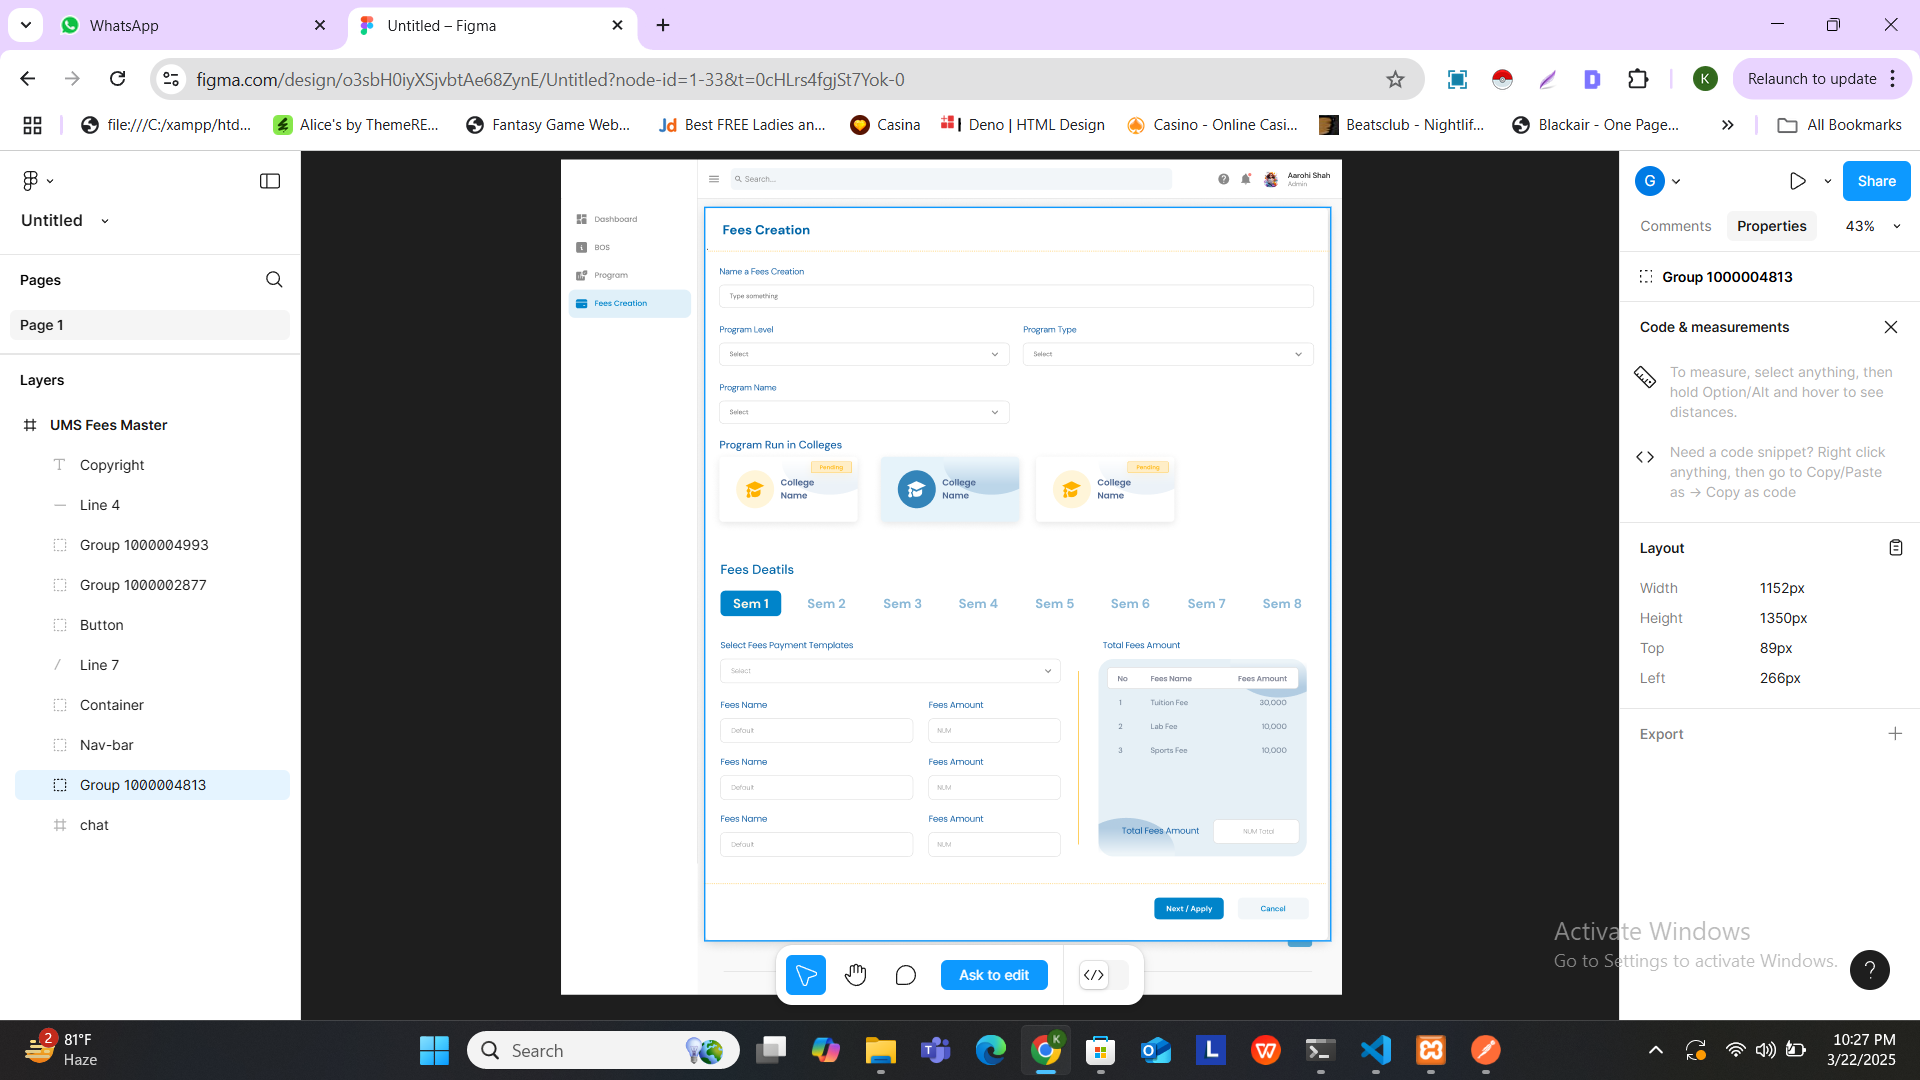 WhatsApp
Untitled – Figma
figma.com/design/o3sbH0iyXSjvbtAe68ZynE/Untitled?node-id=1-33&t=0cHLrs4fgjSt7Yok-0
K
Relaunch to update
file:///C:/xampp/htd...
Alice's by ThemeRE...
Fantasy Game Web...
Jd Best FREE Ladies an...
Casina
Deno | HTML Design
Casino - Online Casi...
Beatsclub - Nightlif...
Blackair - One Page...
All Bookmarks
Untitled
Pages
Page 1
Layers
UMS Fees Master
Copyright
Line 4
Group 1000004993
Group 1000002877
Button
Line 7
Container
Nav-bar
Group 1000004813
chat
Search...
Aarohi Shah
Admin
Dashboard
BOS
Program
Fees Creation
Fees Creation
Name a Fees Creation
Type something
Program Level
Program Type
Select
Select
Program Name
Select
Program Run in Colleges
Pending
College
Name
College
Name
Pending
College
Name
Fees Deatils
Sem 1
Sem 2
Sem 3
Sem 4
Sem 5
Sem 6
Sem 7
Sem 8
Select Fees Payment Templates
Select
Fees Name
Fees Amount
Default
NUM
Fees Name
Fees Amount
Default
NUM
Fees Name
Fees Amount
Default
NUM
Total Fees Amount
No Fees Name Fees Amount
1 Tuition Fee 30,000
2 Lab Fee 10,000
3 Sports Fee 10,000
Total Fees Amount
NUM Total
Next / Apply
Cancel
Ask to edit
G
Share
Comments
Properties
43%
Group 1000004813
Code & measurements
To measure, select anything, then
hold Option/Alt and hover to see
distances.
Need a code snippet? Right click
anything, then go to Copy/Paste
as → Copy as code
Layout
Width 1152px
Height 1350px
Top 89px
Left 266px
Export
Activate Windows
Go to Settings to activate Windows.
?
2
81°F
Haze
Search
K
L
10:27 PM
3/22/2025